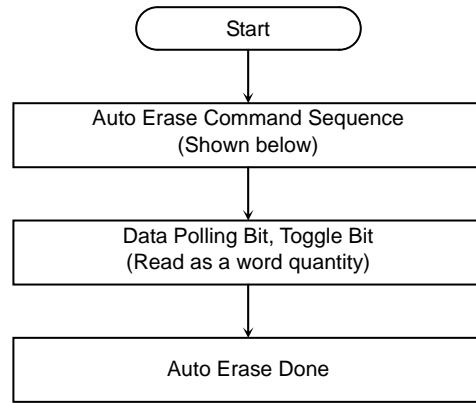 Start
Auto Erase Command Sequence
(Shown below)
Data Polling Bit, Toggle Bit
(Read as a word quantity)
Auto Erase Done